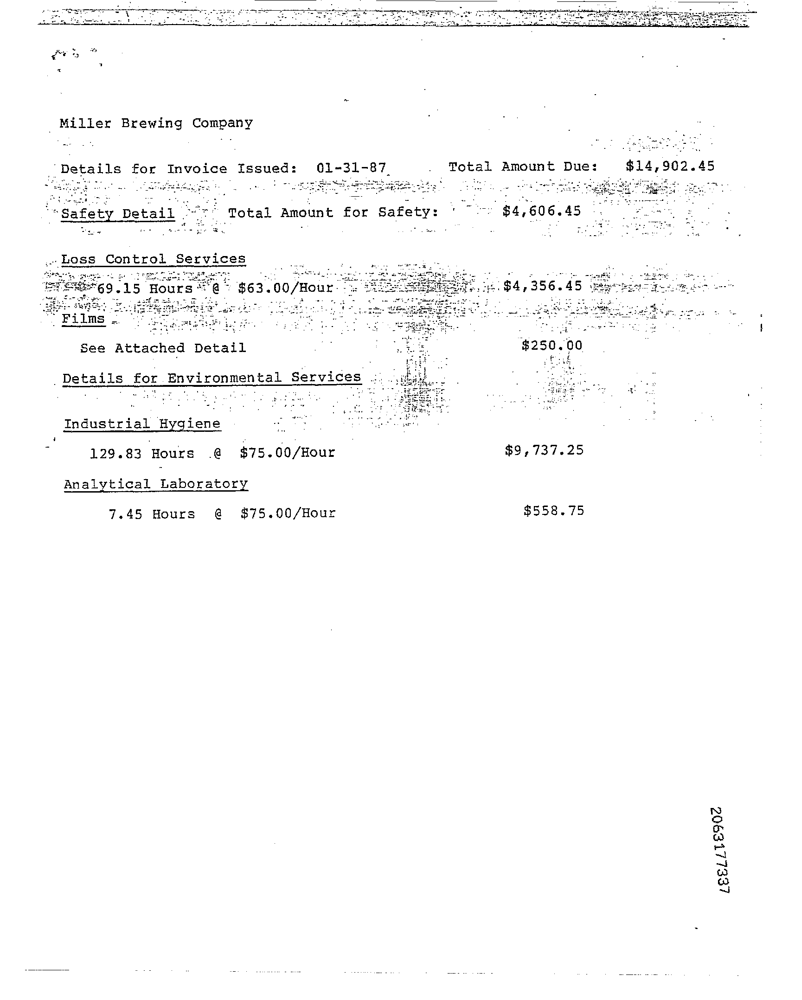 Miller Brewing Company
Details for Invoice Issued: 01-31-87 Total Amount Due: $14,902.45
Safety Detail Total Amount for Safety: $4,606.45
Loss Control Services
69.15 Hours @ $63.00/Hour $4,356.45
Films
See Attached Detail $250.00
Details for Environmental Services
Industrial Hygiene
129.83 Hours @ $75.00/Hour $9,737.25
Analytical Laboratory
7.45 Hours @ $75.00/Hour $558.75
2063177337